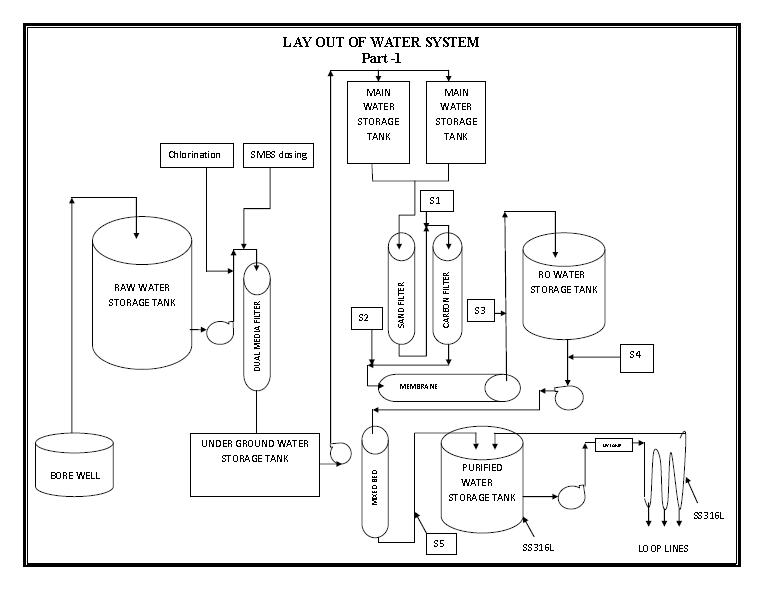 LAY OUT OF WATER SYSTEM
Part -1
MAIN
WATER
STORAGE
TANK
MAIN
WATER
STORAGE
TANK
Chlorination
SMBS dosing
S1
RAW WATER
STORAGE TANK
DUAL MEDIA FILTER
SAND FILTER
CARBON FILTER
RO WATER
STORAGE TANK
S2
S3
S4
MEMBRANE
BORE WELL
UNDER GROUND WATER
STORAGE TANK
MIXED BED
PURIFIED
WATER
STORAGE TANK
S5
SS316L
SS316L
LOOP LINES